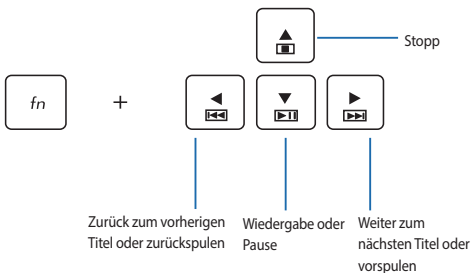 Stopp
fn +
Zurück zum vorherigen
Titel oder zurückspulen
Wiedergabe oder
Pause
Weiter zum
nächsten Titel oder
vorspulen